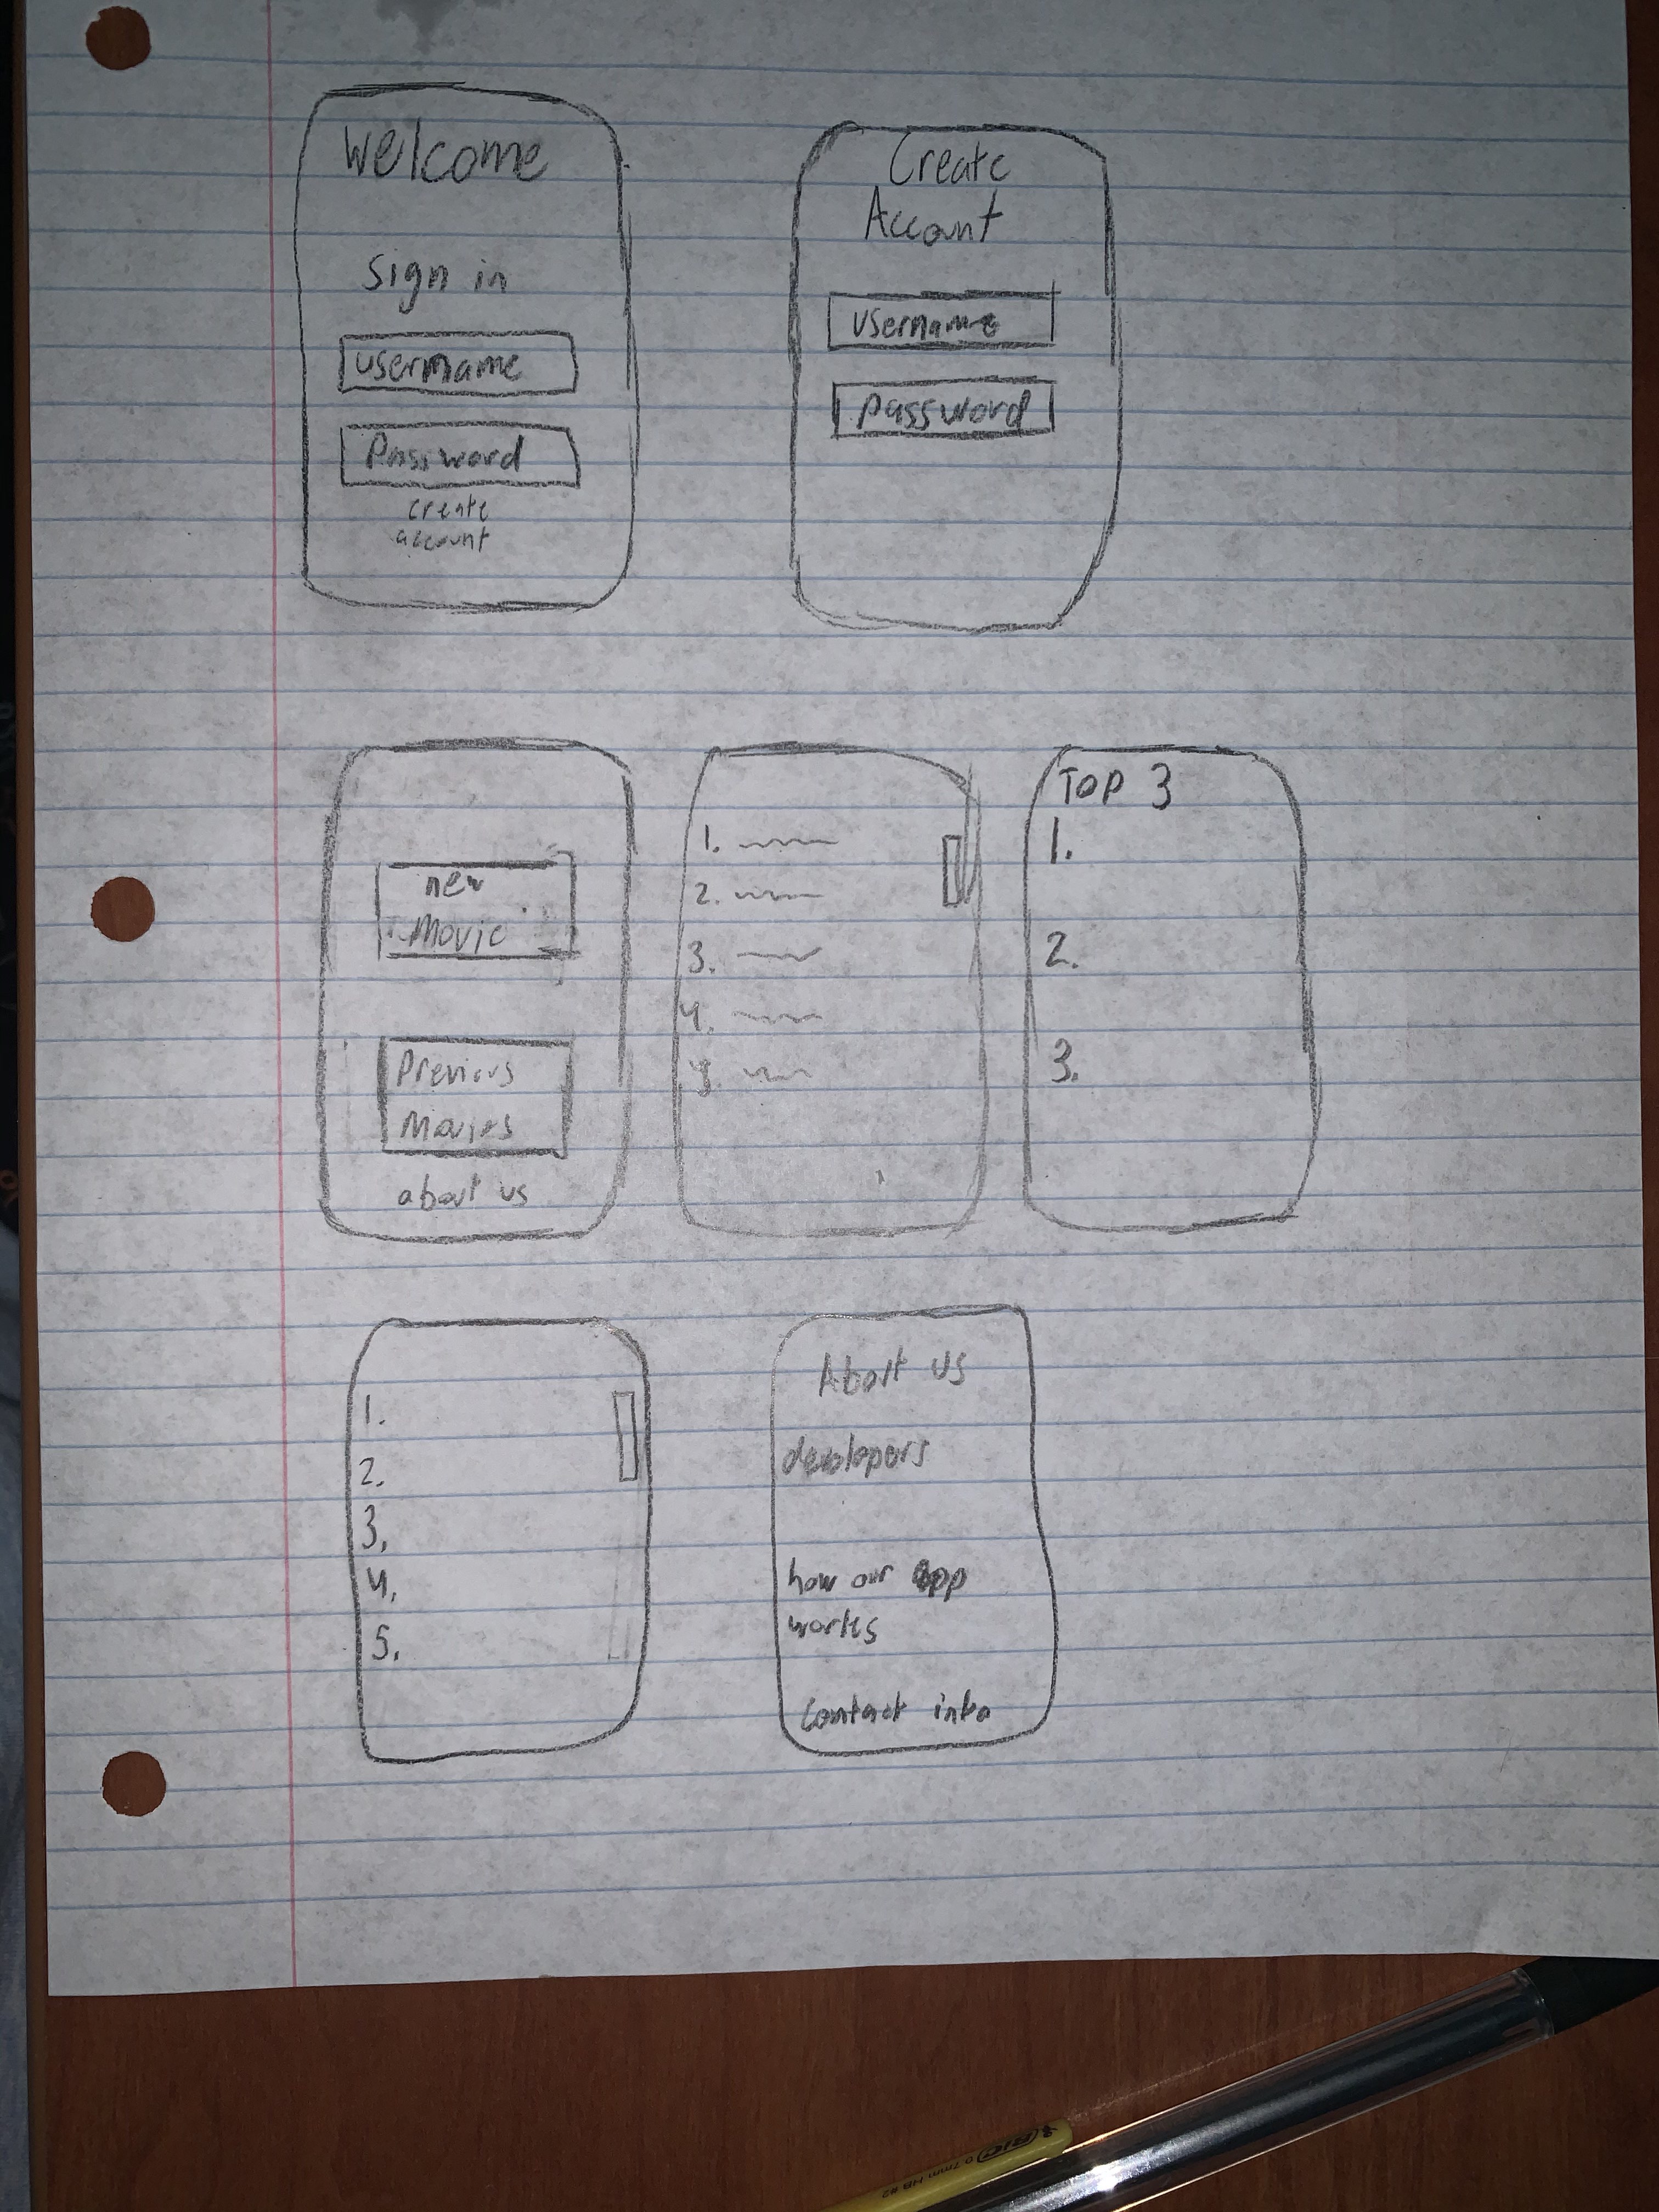 Welcome
Sign in
username
Password
create
account
Create
Account
username
password
new
Movie
Previous
Movies
about us
1.
2.
3.
4.
TOP 3
1.
2.
3.
1.
2.
3.
4.
5.
About us
developers
how our app
works
Contact info
BIC 0.7mm HB #2